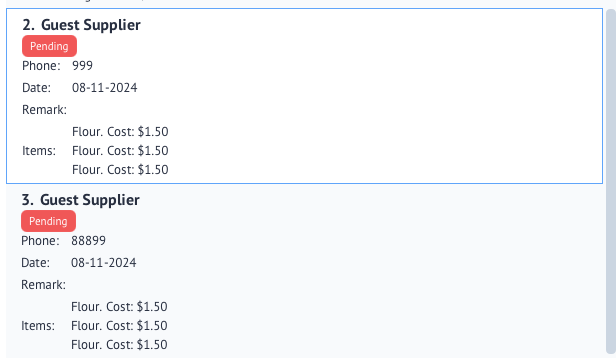 2. Guest Supplier
Pending
Phone: 999
Date: 08-11-2024
Remark:
Flour. Cost: $1.50
Items: Flour. Cost: $1.50
Flour. Cost: $1.50
3. Guest Supplier
Pending
Phone: 88899
Date: 08-11-2024
Remark:
Flour. Cost: $1.50
Items: Flour. Cost: $1.50
Flour. Cost: $1.50